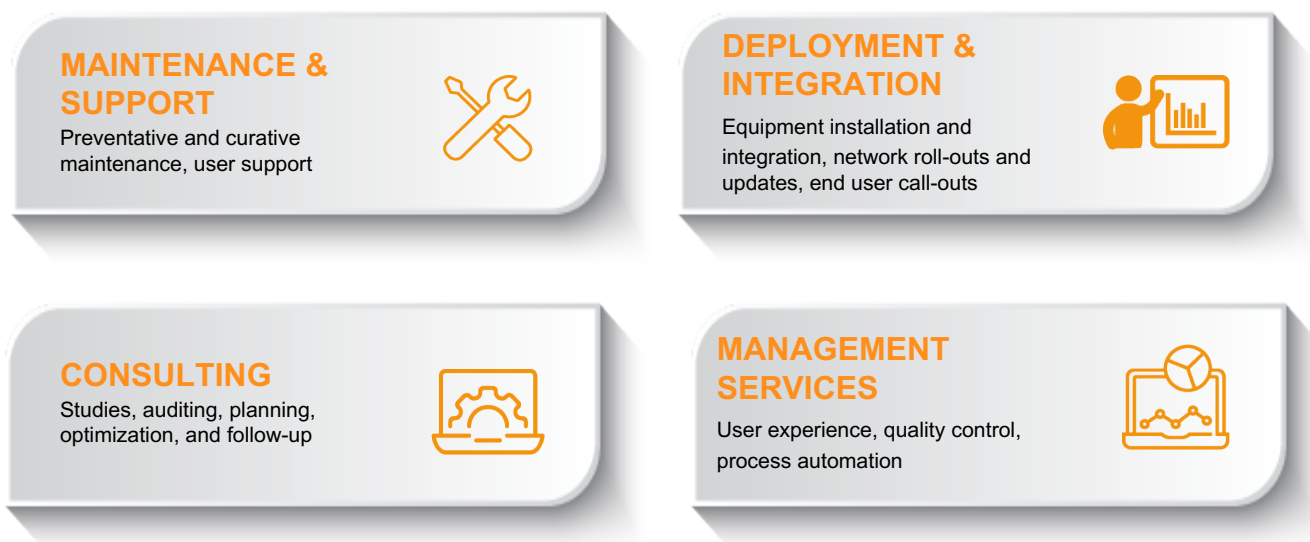 MAINTENANCE &
SUPPORT
Preventative and curative
maintenance, user support
DEPLOYMENT &
INTEGRATION
Equipment installation and
integration, network roll-outs and
updates, end user call-outs
CONSULTING
Studies, auditing, planning,
optimization, and follow-up
MANAGEMENT
SERVICES
User experience, quality control,
process automation